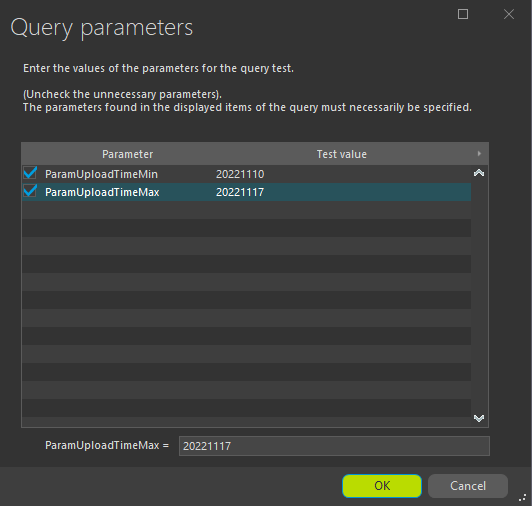 Query parameters
Enter the values of the parameters for the query test.
(Uncheck the unnecessary parameters).
The parameters found in the displayed items of the query must necessarily be specified.
Parameter Test value
ParamUploadTimeMin 20221110
ParamUploadTimeMax 20221117
ParamUploadTimeMax = 20221117
OK Cancel